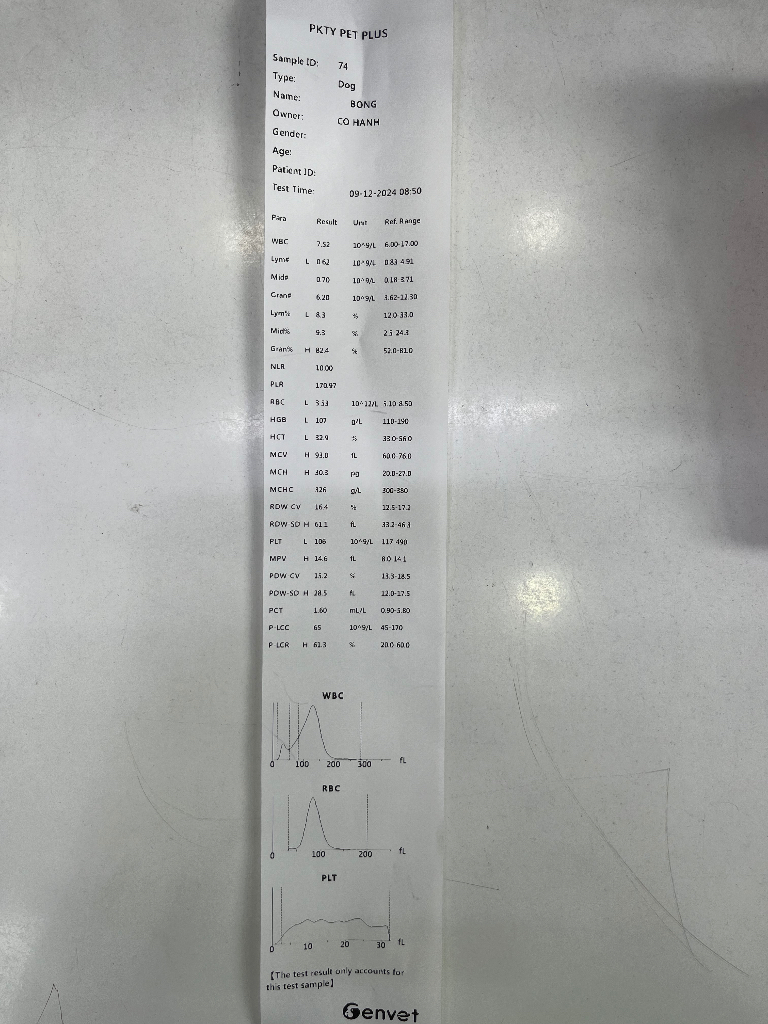 PKTY PET PLUS
Sample ID: 74
Type: Dog
Name: BONG
Owner: CO HANH
Gender:
Age:
Patient ID:
Test Time: 09-12-2024 08:50
Para Result Unit Ref. Range
WBC 7.52 10^9/L 6.00-17.00
Lym# L 0.62 10^9/L 0.83-4.91
Mid# 0.70 10^9/L 0.18-3.71
Gran# 6.20 10^9/L 3.62-12.30
Lym% L 8.3 % 12.0-33.0
Mid% 9.3 % 2.5-24.3
Gran% H 82.4 % 52.0-81.0
NLR 10.00
PLR 170.97
RBC L 3.53 10^12/L 5.10-8.50
HGB L 107 g/L 110-190
HCT L 32.9 % 33.0-56.0
MCV H 93.0 fL 60.0-76.0
MCH H 30.3 pg 20.0-27.0
MCHC 326 g/L 300-380
RDW-CV 16.4 % 12.5-17.2
RDW-SD H 61.1 fL 33.2-46.3
PLT L 106 10^9/L 117-490
MPV H 14.6 fL 8.0-14.1
PDW-CV 15.2 % 13.3-18.5
PDW-SD H 28.5 fL 12.0-17.5
PCT 1.60 mL/L 0.90-5.80
P-LCC 65 10^9/L 45-170
P-LCR H 61.3 % 20.0-60.0
WBC
0 100 200 300 fL
RBC
0 100 200 fL
PLT
0 10 20 30 fL
【The test result only accounts for
this test sample】
Genvet